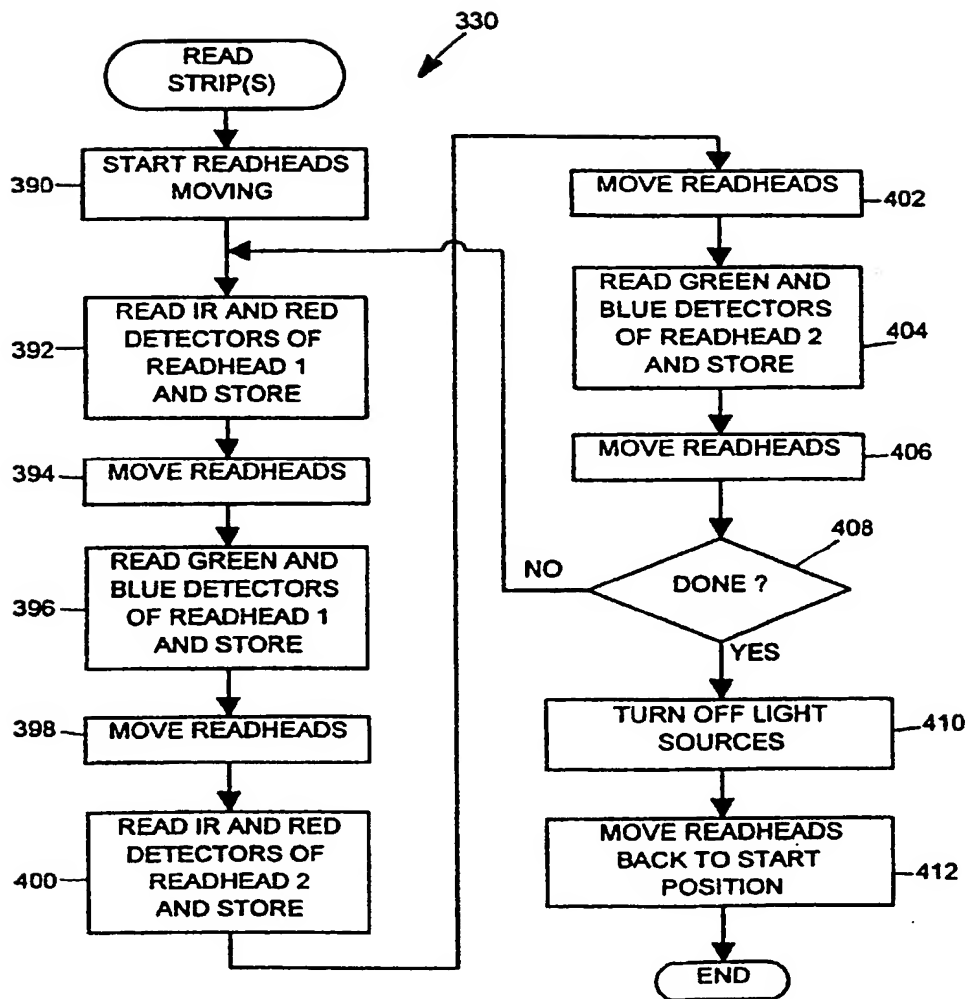 330
READ
STRIP(S)
390
START READHEADS
MOVING
392
READ IR AND RED
DETECTORS OF
READHEAD 1
AND STORE
394
MOVE READHEADS
396
READ GREEN AND
BLUE DETECTORS
OF READHEAD 1
AND STORE
398
MOVE READHEADS
400
READ IR AND RED
DETECTORS OF
READHEAD 2
AND STORE
MOVE READHEADS
402
READ GREEN AND
BLUE DETECTORS
OF READHEAD 2
AND STORE
404
MOVE READHEADS
406
408
NO
DONE ?
YES
TURN OFF LIGHT
SOURCES
410
MOVE READHEADS
BACK TO START
POSITION
412
END